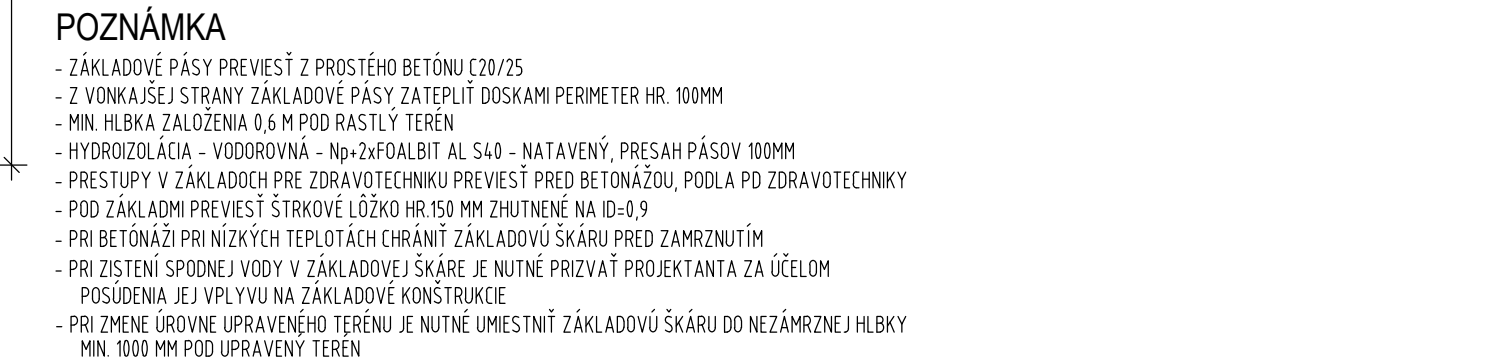 POZNÁMKA
- ZÁKLADOVÉ PÁSY PREVIESŤ Z PROSTÉHO BETÓNU C20/25
- Z VONKAJŠEJ STRANY ZÁKLADOVÉ PÁSY ZATEPLIŤ DOSKAMI PERIMETER HR. 100MM
- MIN. HLBKA ZALOŽENIA 0,6 M POD RASTLÝ TERÉN
- HYDROIZOLÁCIA - VODOROVNÁ - Np+2xFOALBIT AL S40 - NATAVENÝ, PRESAH PÁSOV 100MM
- PRESTUPY V ZÁKLADOCH PRE ZDRAVOTECHNIKU PREVIESŤ PRED BETONÁŽOU, PODLA PD ZDRAVOTECHNIKY
- POD ZÁKLADMI PREVIESŤ ŠTRKOVÉ LÔŽKO HR.150 MM ZHUTNENÉ NA ID=0,9
- PRI BETÓNÁŽI PRI NÍZKÝCH TEPLOTÁCH CHRÁNIŤ ZÁKLADOVÚ ŠKÁRU PRED ZAMRZNUTÍM
- PRI ZISTENÍ SPODNEJ VODY V ZÁKLADOVEJ ŠKÁRE JE NUTNÉ PRIZVAŤ PROJEKTANTA ZA ÚČELOM
POSÚDENIA JEJ VPLYVU NA ZÁKLADOVÉ KONŠTRUKCIE
- PRI ZMENE ÚROVNE UPRAVENÉHO TERÉNU JE NUTNÉ UMIESTNIŤ ZÁKLADOVÚ ŠKÁRU DO NEZÁMRZNEJ HLBKY
MIN. 1000 MM POD UPRAVENÝ TERÉN